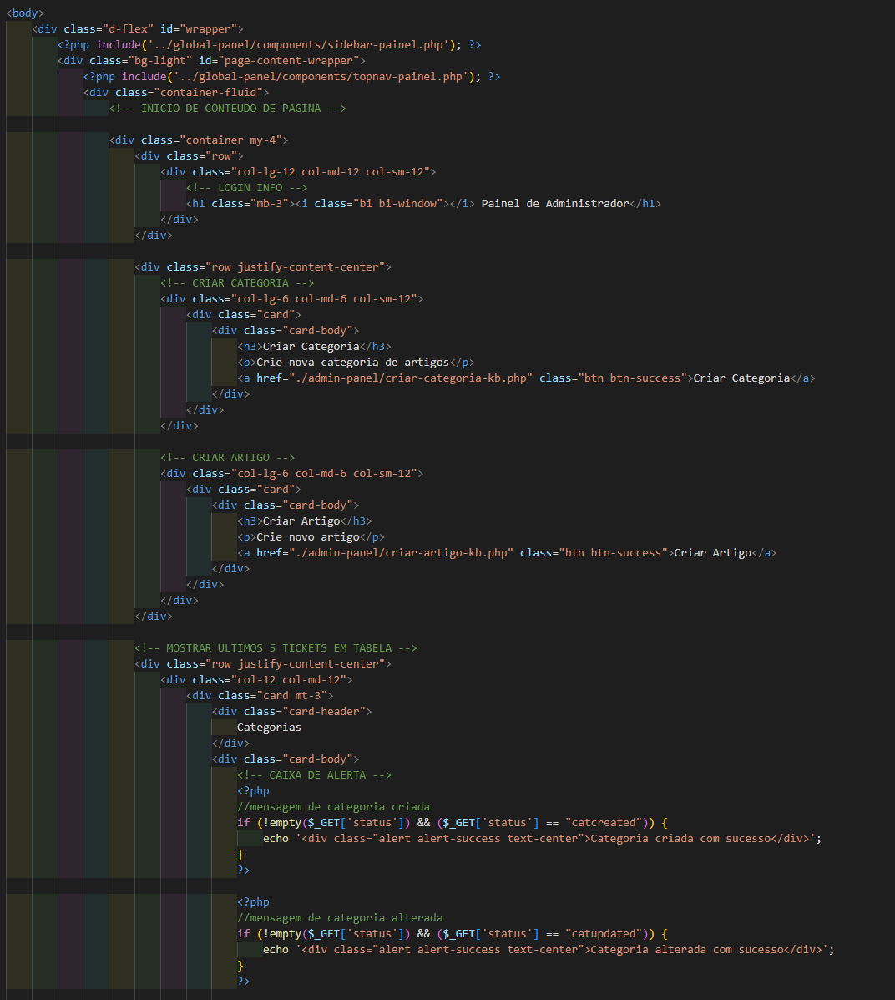 <body>
<div class="d-flex" id="wrapper">
<?php include('../global-panel/components/sidebar-painel.php'); ?>
<div class="bg-light" id="page-content-wrapper">
<?php include('../global-panel/components/topnav-painel.php'); ?>
<div class="container-fluid">
<!-- INICIO DE CONTEUDO DE PAGINA -->
<div class="container my-4">
<div class="row">
<div class="col-lg-12 col-md-12 col-sm-12">
<!-- LOGIN INFO -->
<h1 class="mb-3"><i class="bi bi-window"></i> Painel de Administrador</h1>
</div>
</div>
<div class="row justify-content-center">
<!-- CRIAR CATEGORIA -->
<div class="col-lg-6 col-md-6 col-sm-12">
<div class="card">
<div class="card-body">
<h3>Criar Categoria</h3>
<p>Crie nova categoria de artigos</p>
<a href="./admin-panel/criar-categoria-kb.php" class="btn btn-success">Criar Categoria</a>
</div>
</div>
</div>
<!-- CRIAR ARTIGO -->
<div class="col-lg-6 col-md-6 col-sm-12">
<div class="card">
<div class="card-body">
<h3>Criar Artigo</h3>
<p>Crie novo artigo</p>
<a href="./admin-panel/criar-artigo-kb.php" class="btn btn-success">Criar Artigo</a>
</div>
</div>
</div>
</div>
<!-- MOSTRAR ULTIMOS 5 TICKETS EM TABELA -->
<div class="row justify-content-center">
<div class="col-12 col-md-12">
<div class="card mt-3">
<div class="card-header">
Categorias
</div>
<div class="card-body">
<!-- CAIXA DE ALERTA -->
<?php
//mensagem de categoria criada
if (!empty($_GET['status']) && ($_GET['status'] == "catcreated")) {
echo '<div class="alert alert-success text-center">Categoria criada com sucesso</div>';
}
?>
<?php
//mensagem de categoria alterada
if (!empty($_GET['status']) && ($_GET['status'] == "catupdated")) {
echo '<div class="alert alert-success text-center">Categoria alterada com sucesso</div>';
}
?>